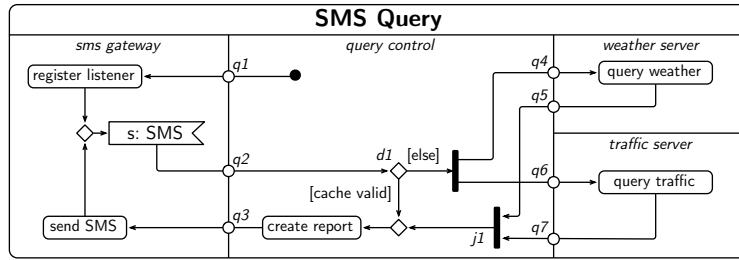 SMS Query
sms gateway
query control
weather server
q1
q4
register listener
query weather
q5
s: SMS
traffic server
q2
d1
[else]
q6
query traffic
[cache valid]
q3
q7
send SMS
create report
j1